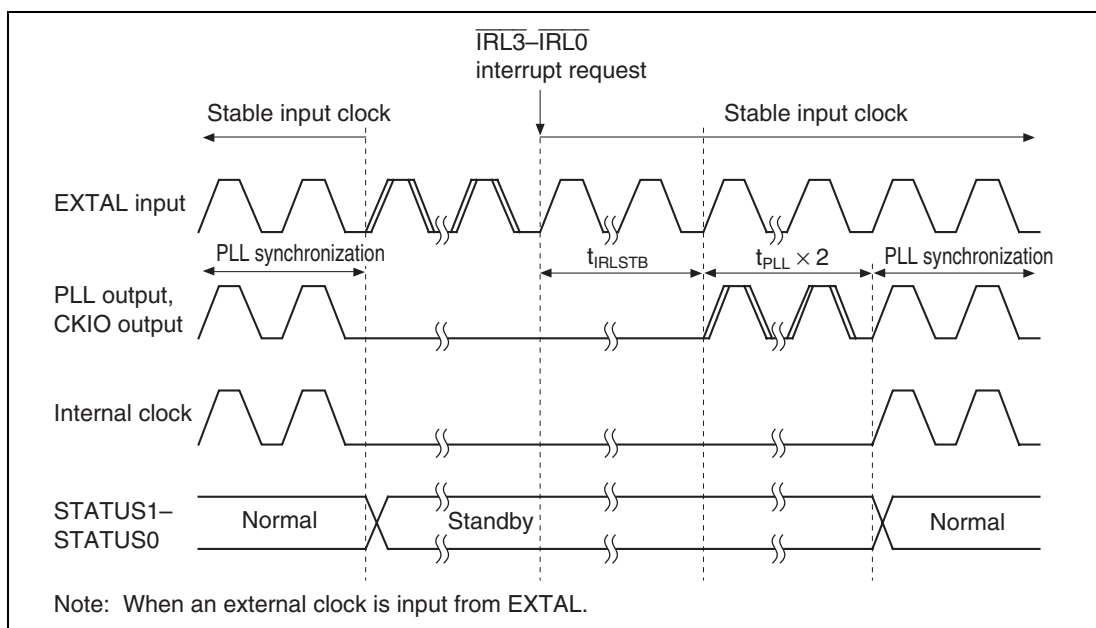 IRL3–IRL0
interrupt request
Stable input clock
Stable input clock
EXTAL input
PLL synchronization
tIRLSTB
tPLL × 2
PLL synchronization
PLL output,
CKIO output
Internal clock
STATUS1–
STATUS0
Normal
Standby
Normal
Note: When an external clock is input from EXTAL.